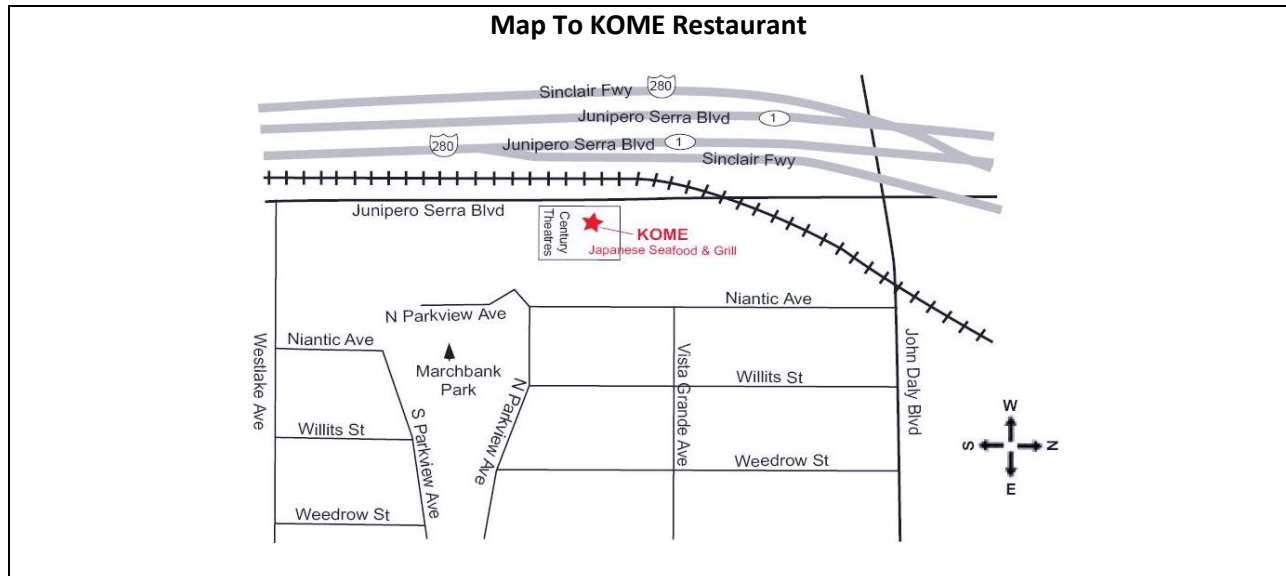 Map To KOME Restaurant
Sinclair Fwy
280
Junipero Serra Blvd
1
280
Junipero Serra Blvd
1
Sinclair Fwy
Junipero Serra Blvd
Century
Theatres
KOME
Japanese Seafood & Grill
Niantic Ave
N Parkview Ave
Westlake Ave
Niantic Ave
Marchbank
Park
Vista Grande Ave
Willits St
John Daly Blvd
N Parkview Ave
S Parkview Ave
Willits St
Weedrow St
Weedrow St
W
S
N
E